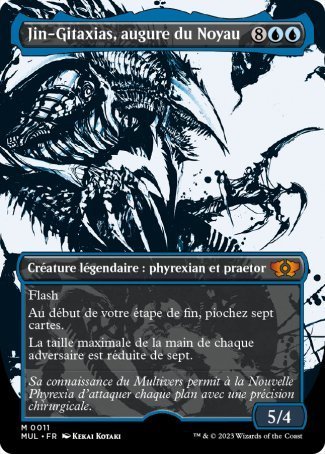 Jin-Gitaxias, augure du Noyau 8
Créature légendaire : phyrexian et praetor
Flash
Au début de votre étape de fin, piochez sept
cartes.
La taille maximale de la main de chaque
adversaire est réduite de sept.
Sa connaissance du Multivers permit à la Nouvelle
Phyrexia d'attaquer chaque plan avec une précision
chirurgicale.
5/4
M 0011
MUL • FR Kekai Kotaki
™ & © 2023 Wizards of the Coast